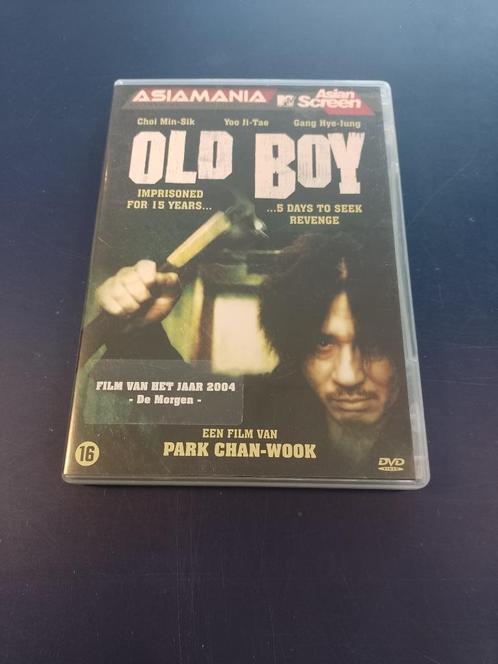 ASIAMANIA MTV Asian Screen
Choi Min-Sik Yoo Ji-Tae Gang Hye-Jung
OLD BOY
IMPRISONED FOR 15 YEARS...
...5 DAYS TO SEEK REVENGE
FILM VAN HET JAAR 2004
- De Morgen -
EEN FILM VAN
PARK CHAN-WOOK
16
DVD
VIDEO